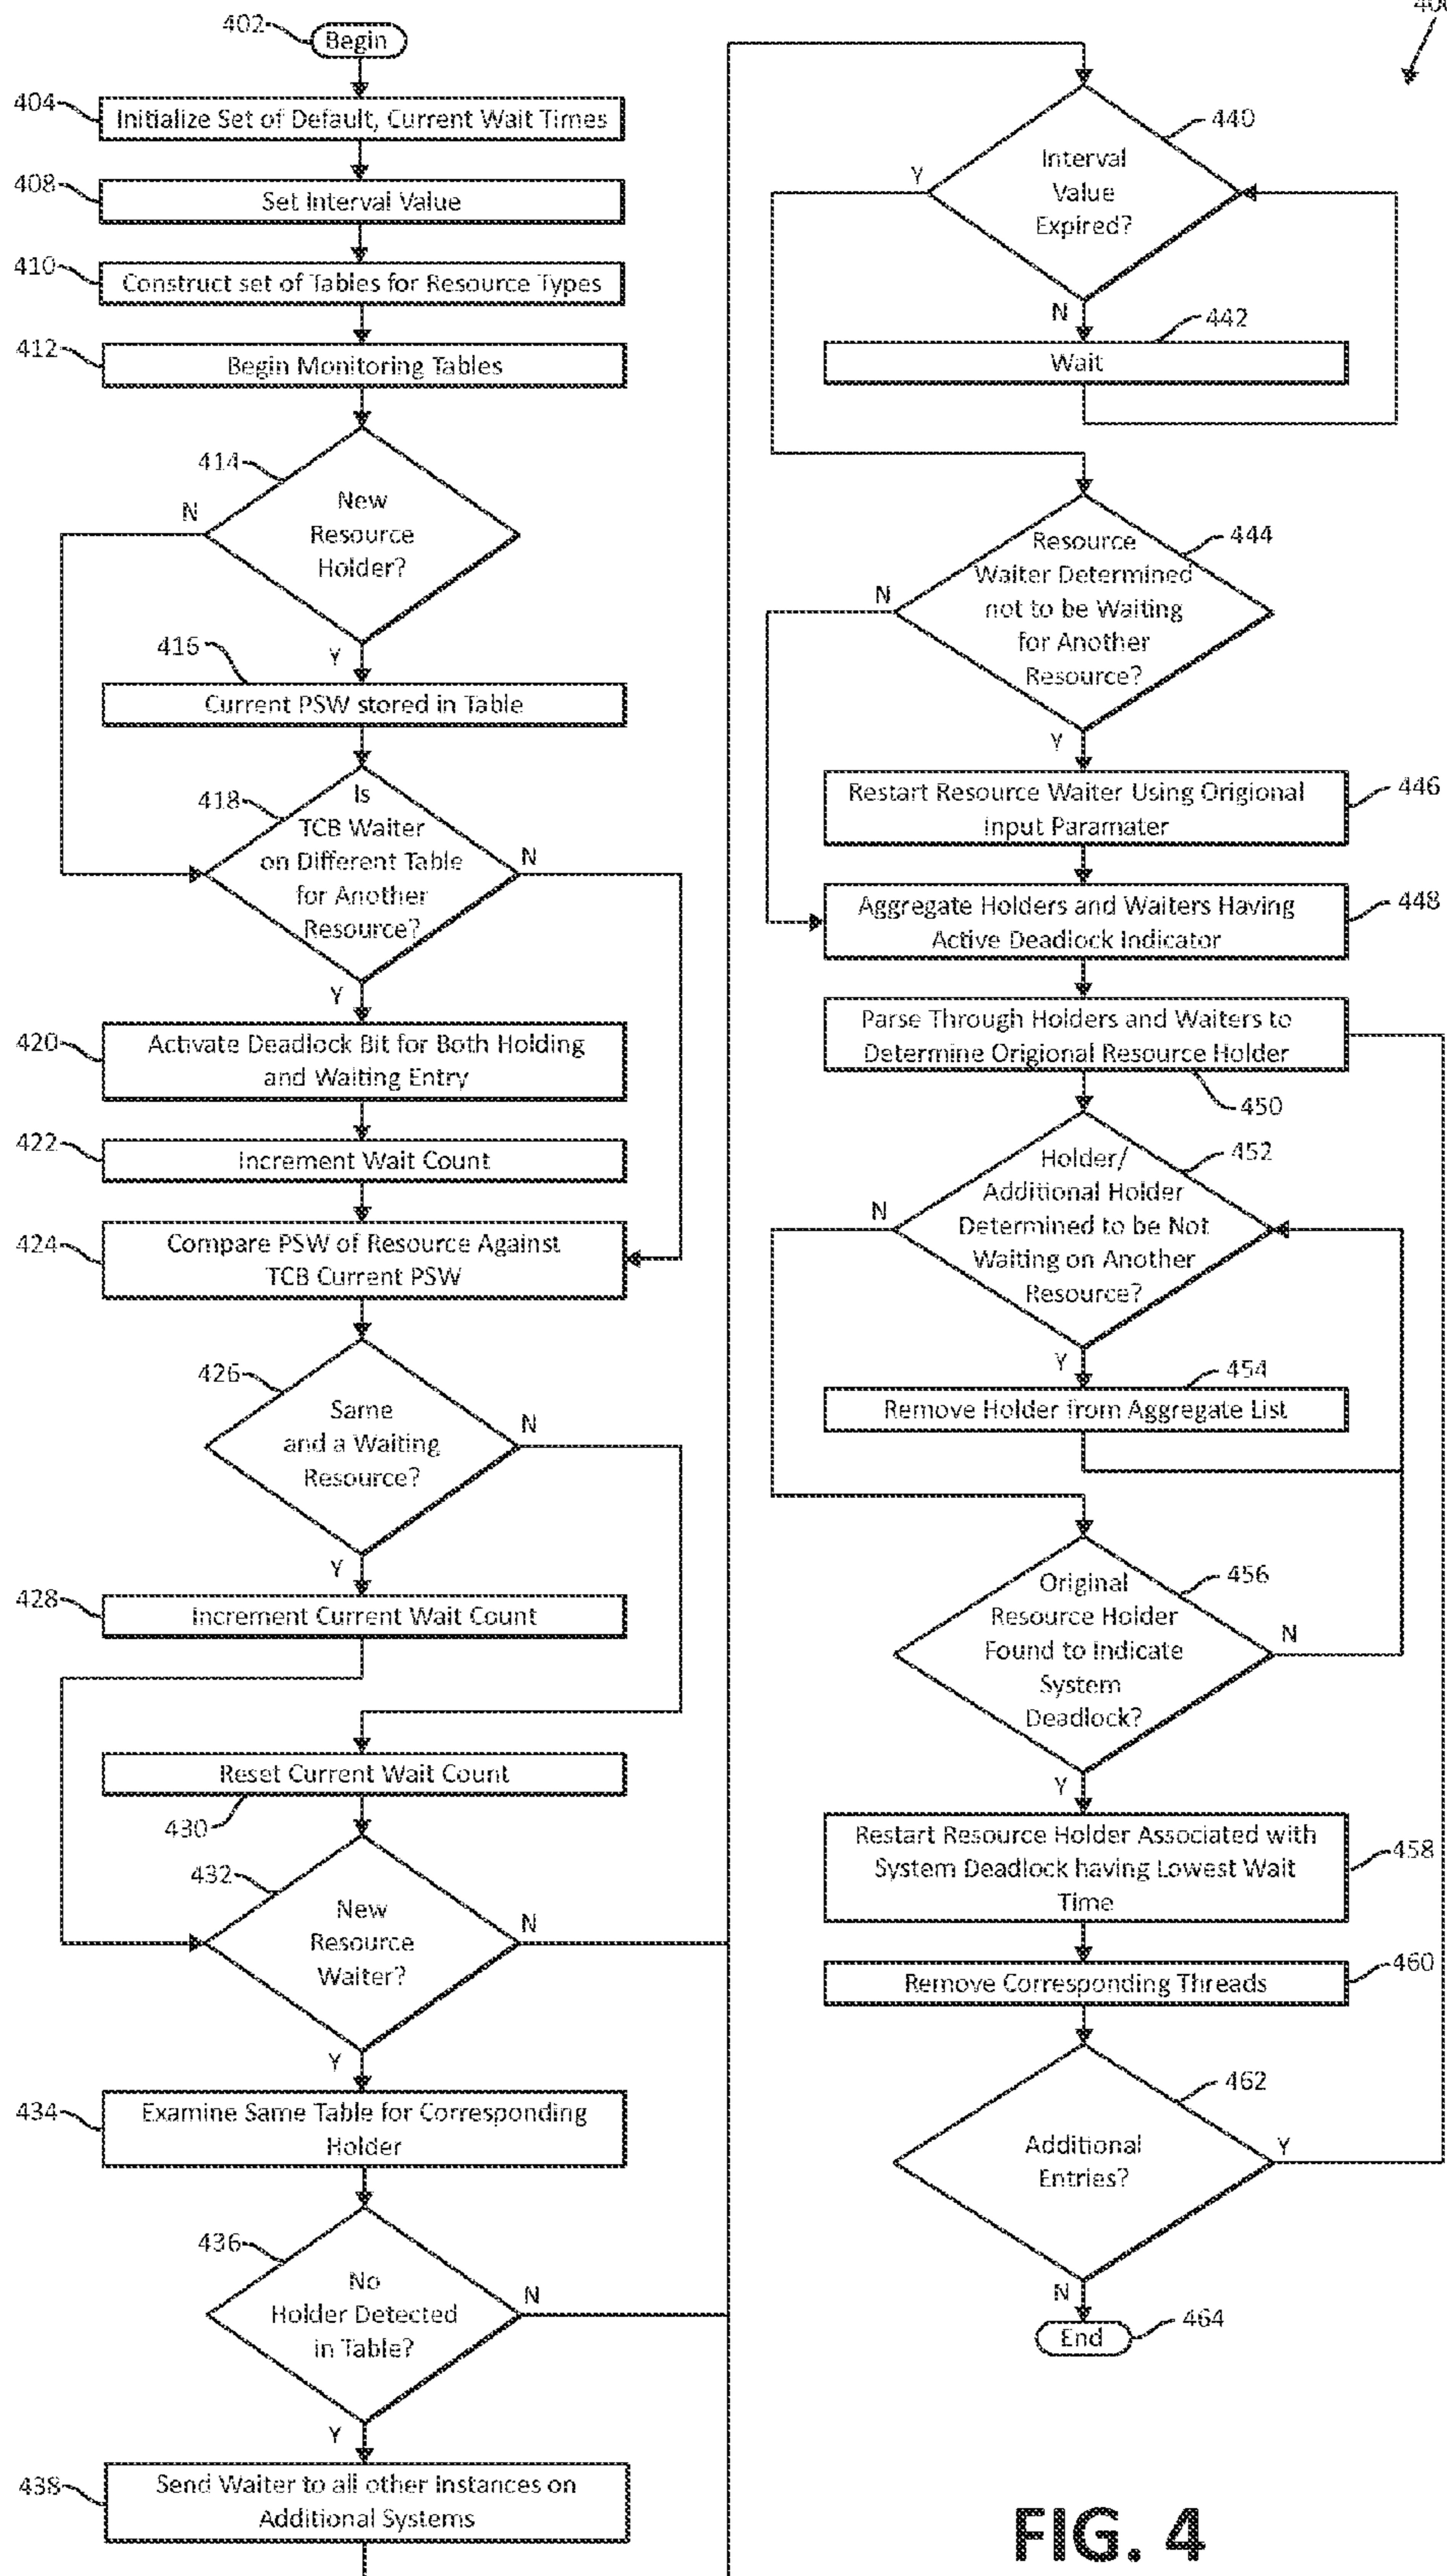 402
Begin
404
Initialize Set of Default, Current Wait Times
408
Set Interval Value
410
Construct set of Tables for Resource Types
412
Begin Monitoring Tables
414
New
Resource
Holder?
N
Y
416
Current PSW stored in Table
418
Is
TCB Waiter
on Different Table
for Another
Resource?
N
Y
420
Activate Deadlock Bit for Both Holding
and Waiting Entry
422
Increment Wait Count
424
Compare PSW of Resource Against
TCB Current PSW
426
Same
and a Waiting
Resource?
N
Y
428
Increment Current Wait Count
Reset Current Wait Count
430
432
New
Resource
Waiter?
N
Y
434
Examine Same Table for Corresponding
Holder
436
No
Holder Detected
in Table?
N
Y
438
Send Waiter to all other Instances on
Additional Systems
400
440
Interval
Value
Expired?
Y
N
442
Wait
444
Resource
Waiter Determined
not to be Waiting
for Another
Resource?
N
Y
Restart Resource Waiter Using Origional
Input Paramater
446
Aggregate Holders and Waiters Having
Active Deadlock Indicator
448
Parse Through Holders and Waiters to
Determine Origional Resource Holder
450
452
Holder/
Additional Holder
Determined to be Not
Waiting on Another
Resource?
N
Y
454
Remove Holder from Aggregate List
456
Original
Resource Holder
Found to Indicate
System
Deadlock?
N
Y
Restart Resource Holder Associated with
System Deadlock having Lowest Wait
Time
458
Remove Corresponding Threads
460
462
Additional
Entries?
Y
N
End
464
FIG. 4